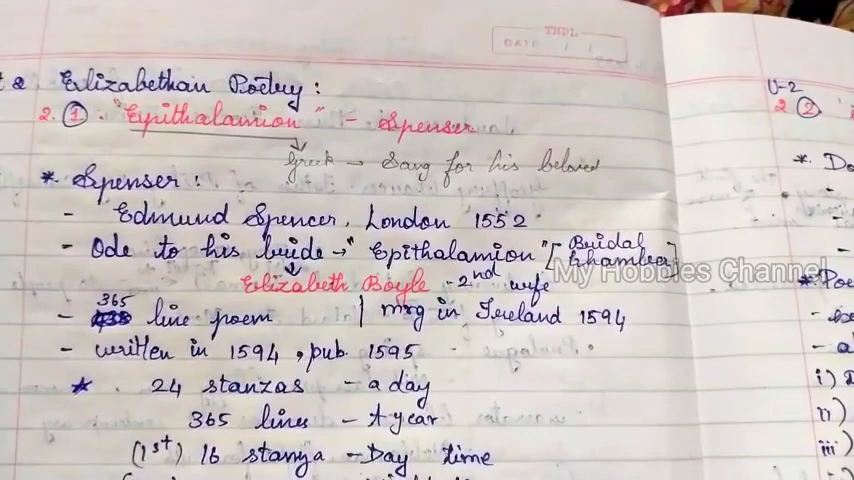 TNPL
DATE / /
2 Elizabethan Poetry :
2. ① "Epithalamion" - Spenser
Greek → Song for his beloved
* Spenser :
- Edmund Spencer, London 1552
- Ode to his bride → "Epithalamion" [Bridal Chamber]
Elizabeth Boyle - 2nd wife
- 365 line poem | mrg in Ireland 1594
- written in 1594, pub. 1595
* 24 stanzas - a day
365 lines - A year
(1st) 16 stanza - Day time
U-2
2 ②
* Do
* Poe
- a
i)
ii)
iii)
My Hobbies Channel